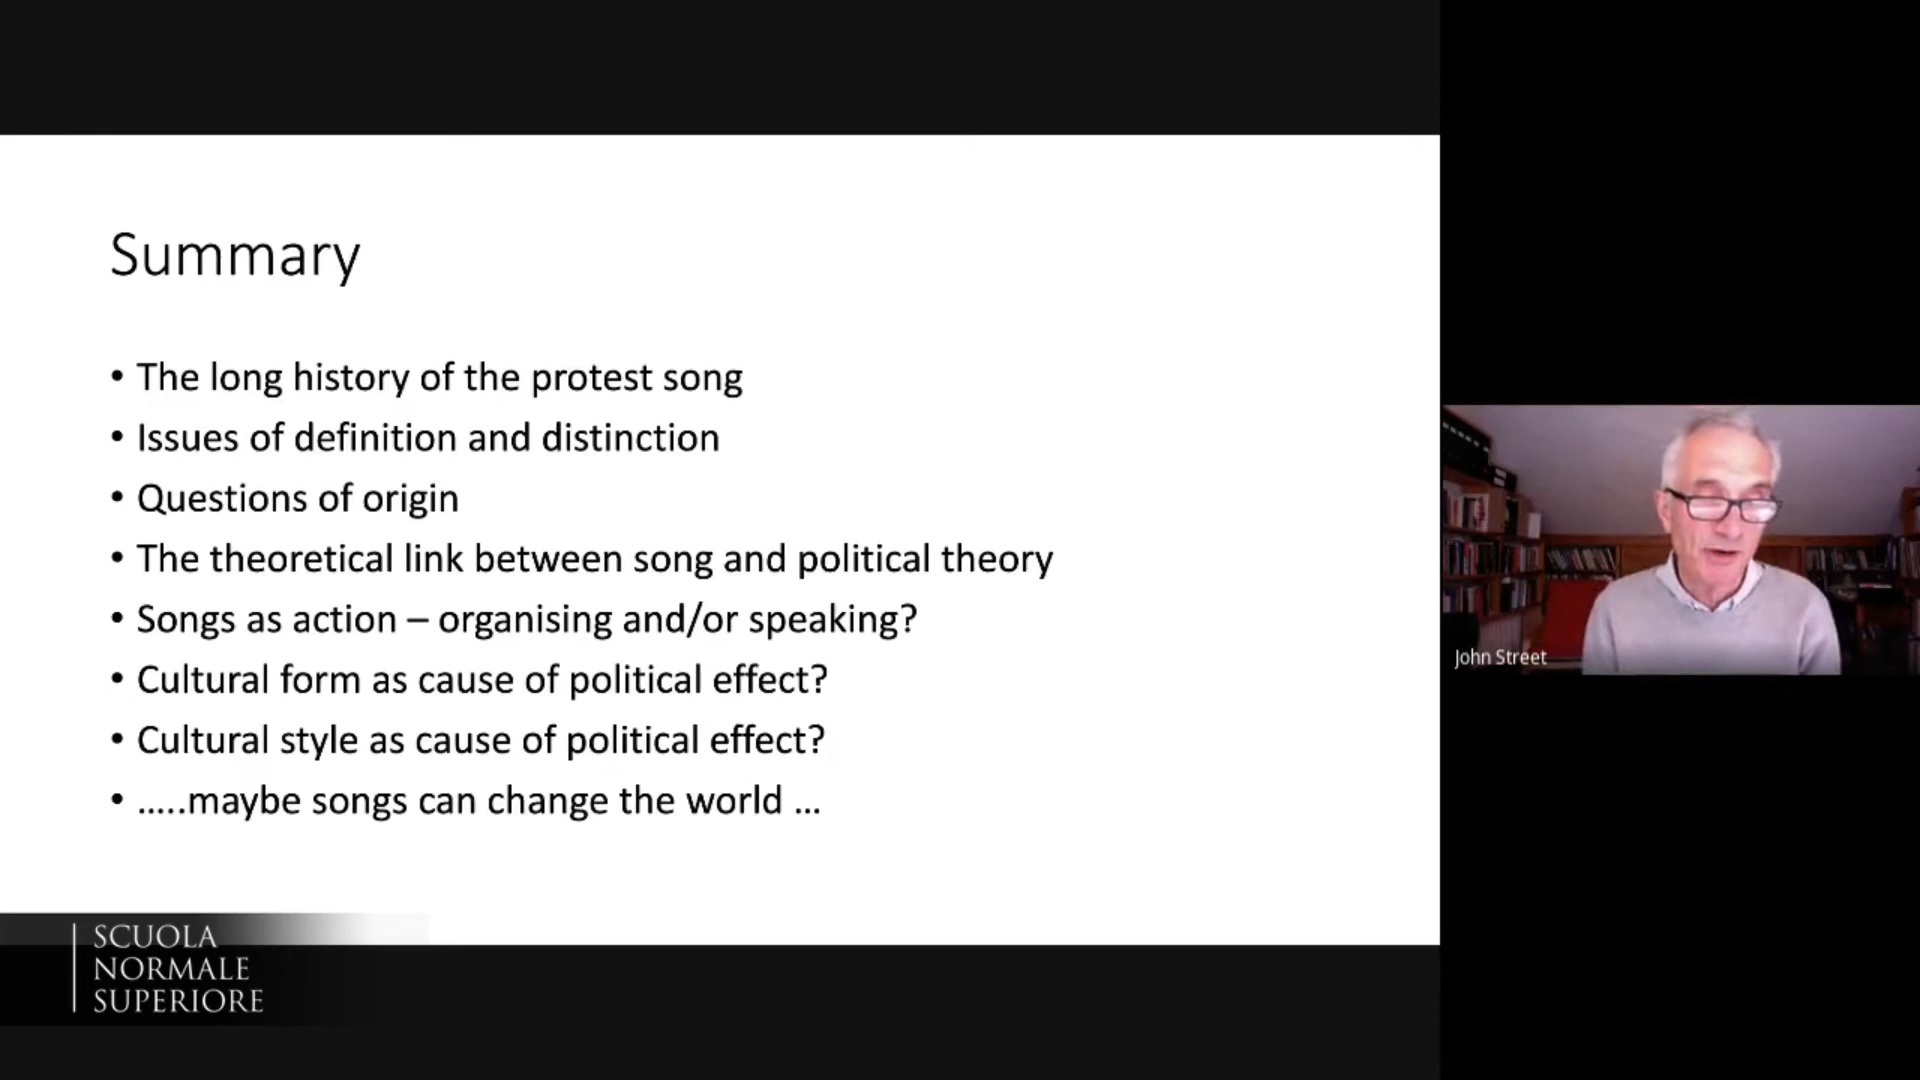 Summary
• The long history of the protest song
• Issues of definition and distinction
• Questions of origin
• The theoretical link between song and political theory
• Songs as action – organising and/or speaking?
• Cultural form as cause of political effect?
• Cultural style as cause of political effect?
• …..maybe songs can change the world …
John Street
SCUOLA
NORMALE
SUPERIORE